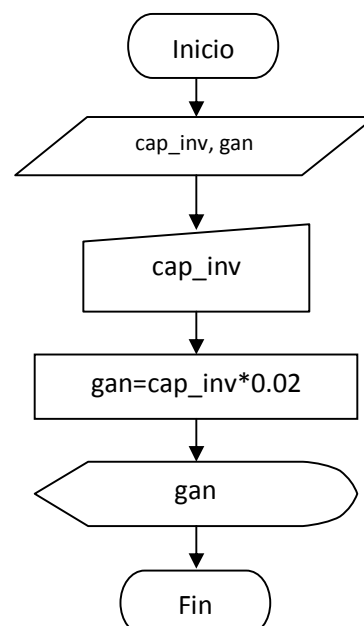 Inicio
cap_inv, gan
cap_inv
gan=cap_inv*0.02
gan
Fin